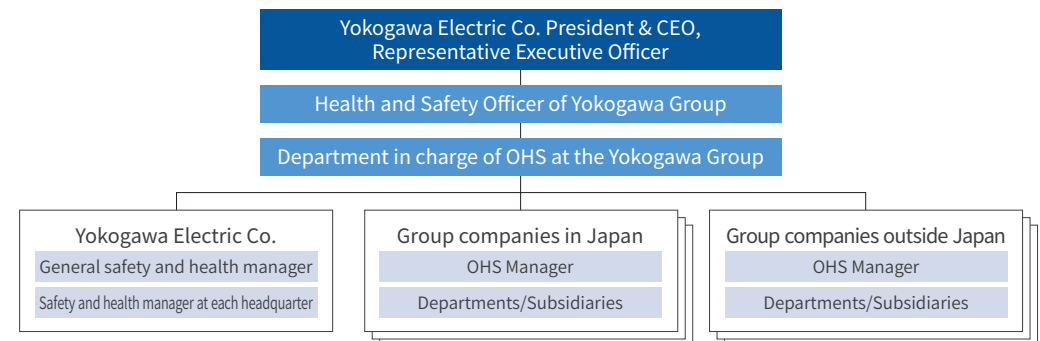 Yokogawa Electric Co. President & CEO,
Representative Executive Officer
Health and Safety Officer of Yokogawa Group
Department in charge of OHS at the Yokogawa Group
Yokogawa Electric Co.
General safety and health manager
Safety and health manager at each headquarter
Group companies in Japan
OHS Manager
Departments/Subsidiaries
Group companies outside Japan
OHS Manager
Departments/Subsidiaries